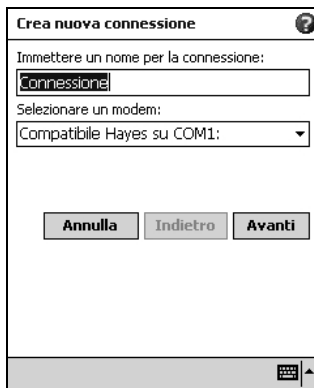 Crea nuova connessione
Immettere un nome per la connessione:
Connessione
Selezionare un modem:
Compatibile Hayes su COM1:
Annulla Indietro Avanti